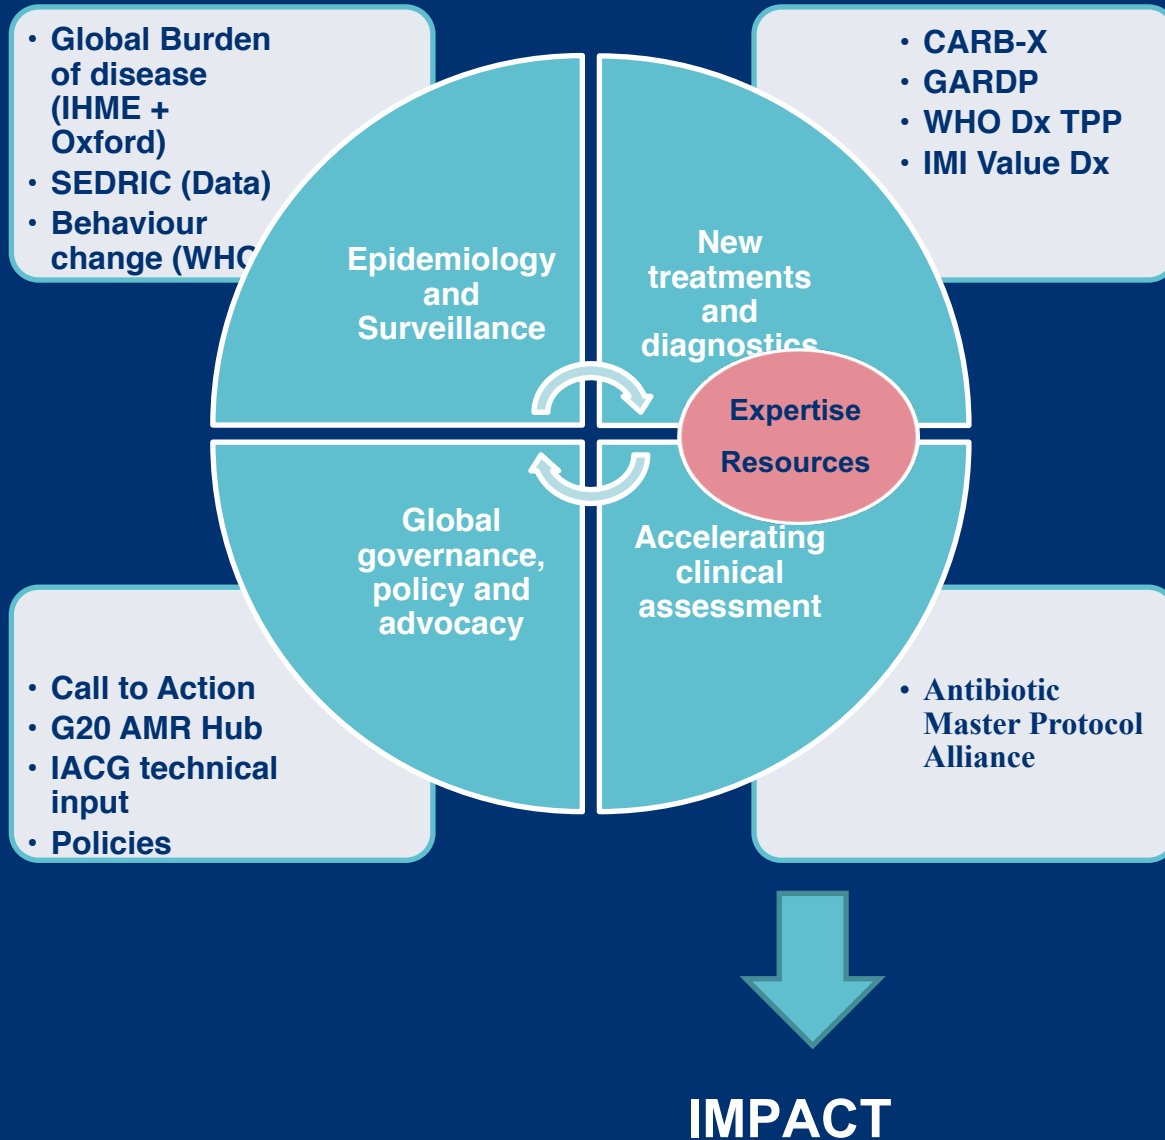 • Global Burden
of disease
(IHME +
Oxford)
• SEDRIC (Data)
• Behaviour
change (WHO
• CARB-X
• GARDP
• WHO Dx TPP
• IMI Value Dx
Epidemiology
and
Surveillance
New
treatments
and
diagnostics
Expertise
Resources
Global
governance,
policy and
advocacy
Accelerating
clinical
assessment
• Call to Action
• G20 AMR Hub
• IACG technical
input
• Policies
• Antibiotic
Master Protocol
Alliance
IMPACT